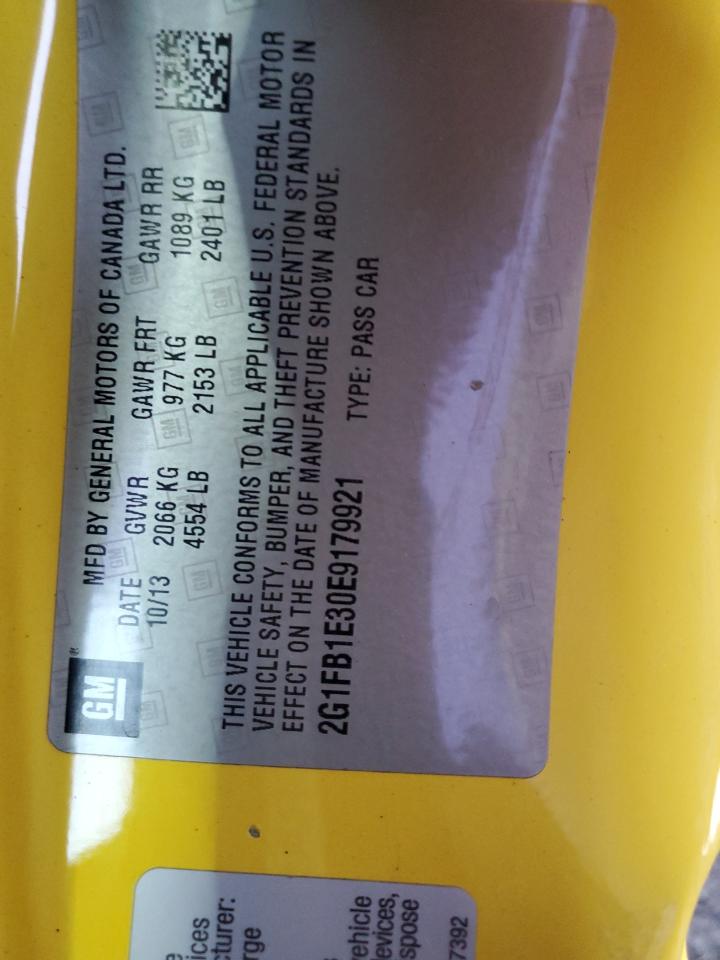 GM
MFD BY GENERAL MOTORS OF CANADA LTD.
DATE GVWR GAWR FRT GAWR RR
10/13 2066 KG 977 KG 1089 KG
4554 LB 2153 LB 2401 LB
THIS VEHICLE CONFORMS TO ALL APPLICABLE U.S. FEDERAL MOTOR
VEHICLE SAFETY, BUMPER, AND THEFT PREVENTION STANDARDS IN
EFFECT ON THE DATE OF MANUFACTURE SHOWN ABOVE.
2G1FB1E30E9179921 TYPE: PASS CAR
ices
cturer:
rge
vehicle
devices,
spose
7392